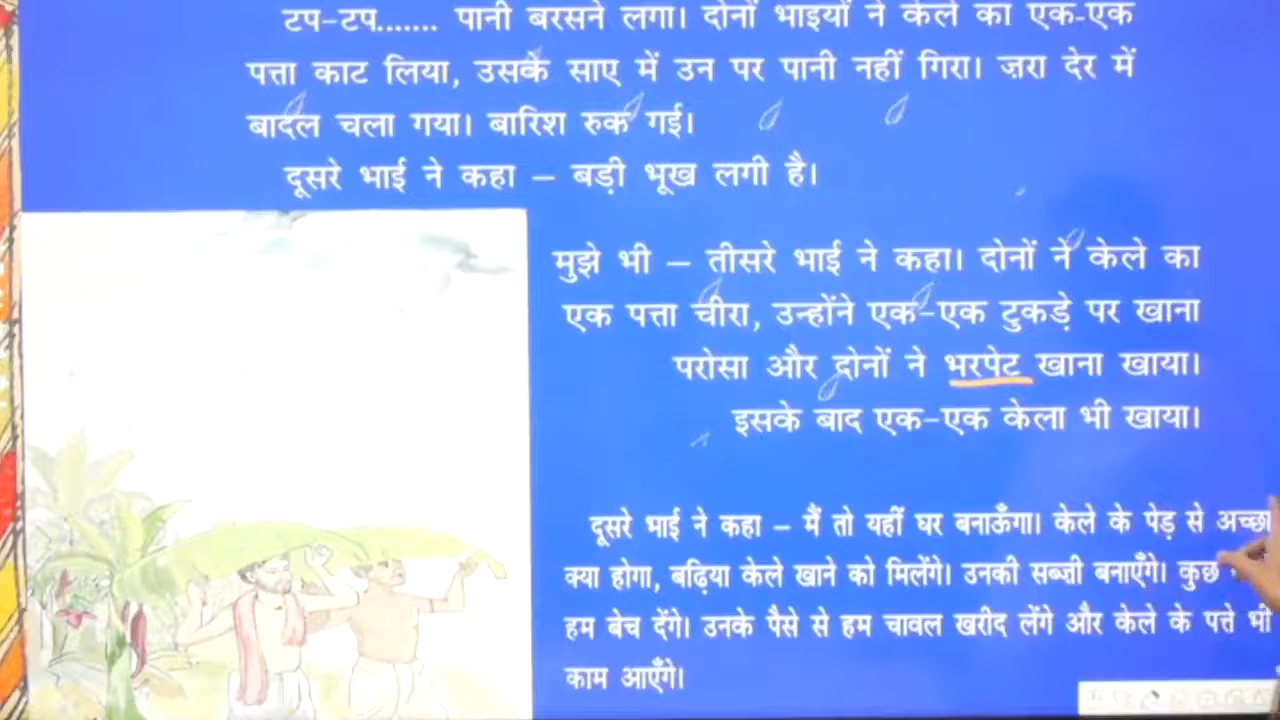 टप-टप....... पानी बरसने लगा। दोनों भाइयों ने केले का एक-एक
पत्ता काट लिया, उसके साए में उन पर पानी नहीं गिरा। ज़रा देर में
बादल चला गया। बारिश रुक गई।
दूसरे भाई ने कहा – बड़ी भूख लगी है।
मुझे भी – तीसरे भाई ने कहा। दोनों ने केले का
एक पत्ता चीरा, उन्होंने एक-एक टुकड़े पर खाना
परोसा और दोनों ने भरपेट खाना खाया।
इसके बाद एक-एक केला भी खाया।
दूसरे भाई ने कहा – मैं तो यहीं घर बनाऊँगा। केले के पेड़ से अच्छा
क्या होगा, बढ़िया केले खाने को मिलेंगे। उनकी सब्ज़ी बनाएँगे। कुछ
हम बेच देंगे। उनके पैसे से हम चावल खरीद लेंगे और केले के पत्ते भी
काम आएँगे।